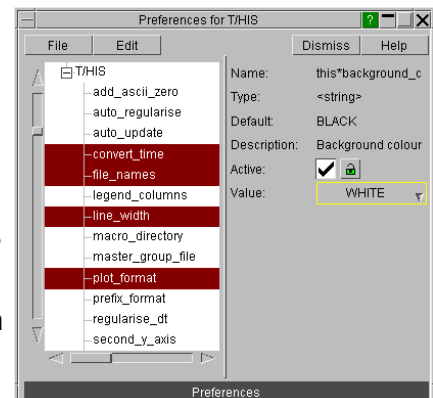 Preferences for T/HIS
?
File Edit Dismiss Help
T/HIS
add_ascii_zero
auto_regularise
auto_update
convert_time
file_names
legend_columns
line_width
macro_directory
master_group_file
plot_format
prefix_format
regularise_dt
second_y_axis
Name: this*background_c
Type: <string>
Default: BLACK
Description: Background colour
Active:
Value: WHITE
Preferences